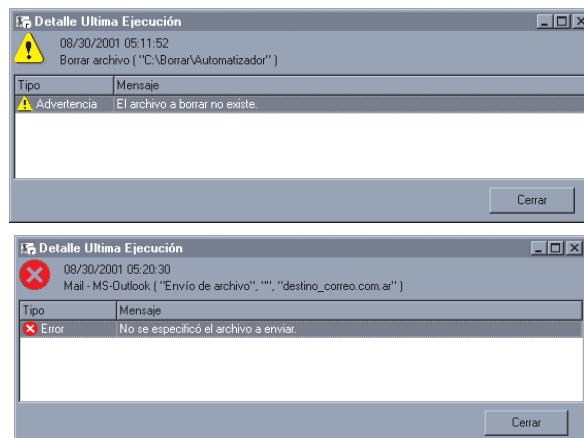 Detalle Ultima Ejecución
08/30/2001 05:11:52
Borrar archivo ( "C:\Borrar\Automatizador" )
Tipo Mensaje
Advertencia El archivo a borrar no existe.
Cerrar
Detalle Ultima Ejecución
08/30/2001 05:20:30
Mail - MS-Outlook ( "Envío de archivo", "", "destino_correo.com.ar" )
Tipo Mensaje
Error No se especificó el archivo a enviar.
Cerrar